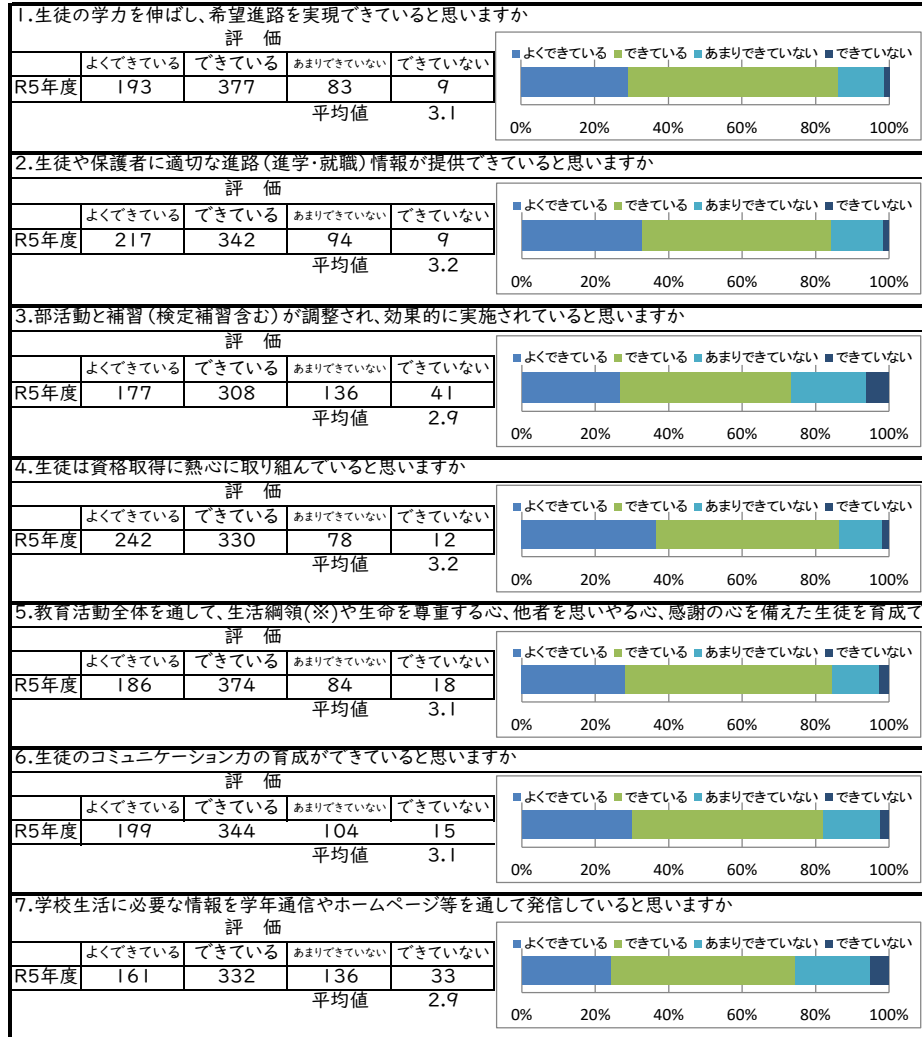 1.生徒の学力を伸ばし、希望進路を実現できていると思いますか
評 価
よくできている できている あまりできていない できていない
R5年度 193 377 83 9
平均値 3.1
よくできている できている あまりできていない できていない
0% 20% 40% 60% 80% 100%
2.生徒や保護者に適切な進路(進学・就職)情報が提供できていると思いますか
評 価
よくできている できている あまりできていない できていない
R5年度 217 342 94 9
平均値 3.2
よくできている できている あまりできていない できていない
0% 20% 40% 60% 80% 100%
3.部活動と補習(検定補習含む)が調整され、効果的に実施されていると思いますか
評 価
よくできている できている あまりできていない できていない
R5年度 177 308 136 41
平均値 2.9
よくできている できている あまりできていない できていない
0% 20% 40% 60% 80% 100%
4.生徒は資格取得に熱心に取り組んでいると思いますか
評 価
よくできている できている あまりできていない できていない
R5年度 242 330 78 12
平均値 3.2
よくできている できている あまりできていない できていない
0% 20% 40% 60% 80% 100%
5.教育活動全体を通して、生活綱領(※)や生命を尊重する心、他者を思いやる心、感謝の心を備えた生徒を育成で
評 価
よくできている できている あまりできていない できていない
R5年度 186 374 84 18
平均値 3.1
よくできている できている あまりできていない できていない
0% 20% 40% 60% 80% 100%
6.生徒のコミュニケーション力の育成ができていると思いますか
評 価
よくできている できている あまりできていない できていない
R5年度 199 344 104 15
平均値 3.1
よくできている できている あまりできていない できていない
0% 20% 40% 60% 80% 100%
7.学校生活に必要な情報を学年通信やホームページ等を通して発信していると思いますか
評 価
よくできている できている あまりできていない できていない
R5年度 161 332 136 33
平均値 2.9
よくできている できている あまりできていない できていない
0% 20% 40% 60% 80% 100%